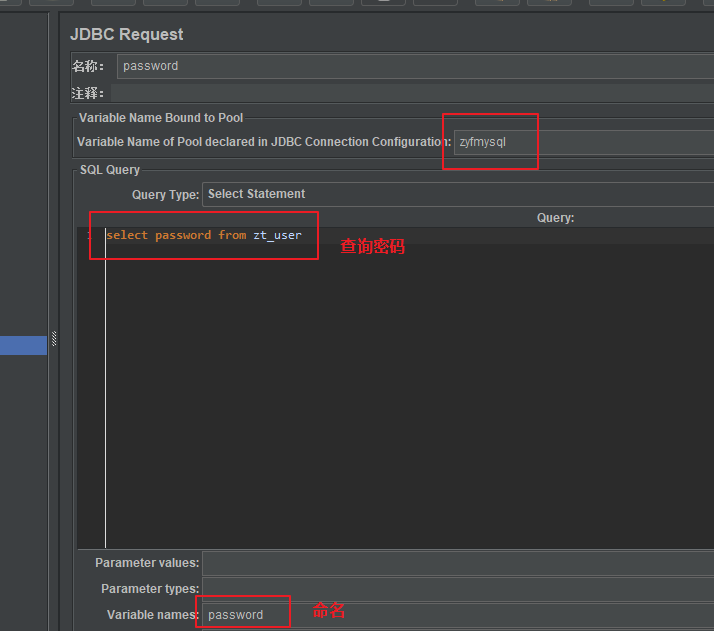 JDBC Request
名称： password
注释：
Variable Name Bound to Pool
Variable Name of Pool declared in JDBC Connection Configuration: zyfmysql
SQL Query
Query Type: Select Statement
Query:
1 select password from zt_user
查询密码
Parameter values:
Parameter types:
Variable names: password
命名